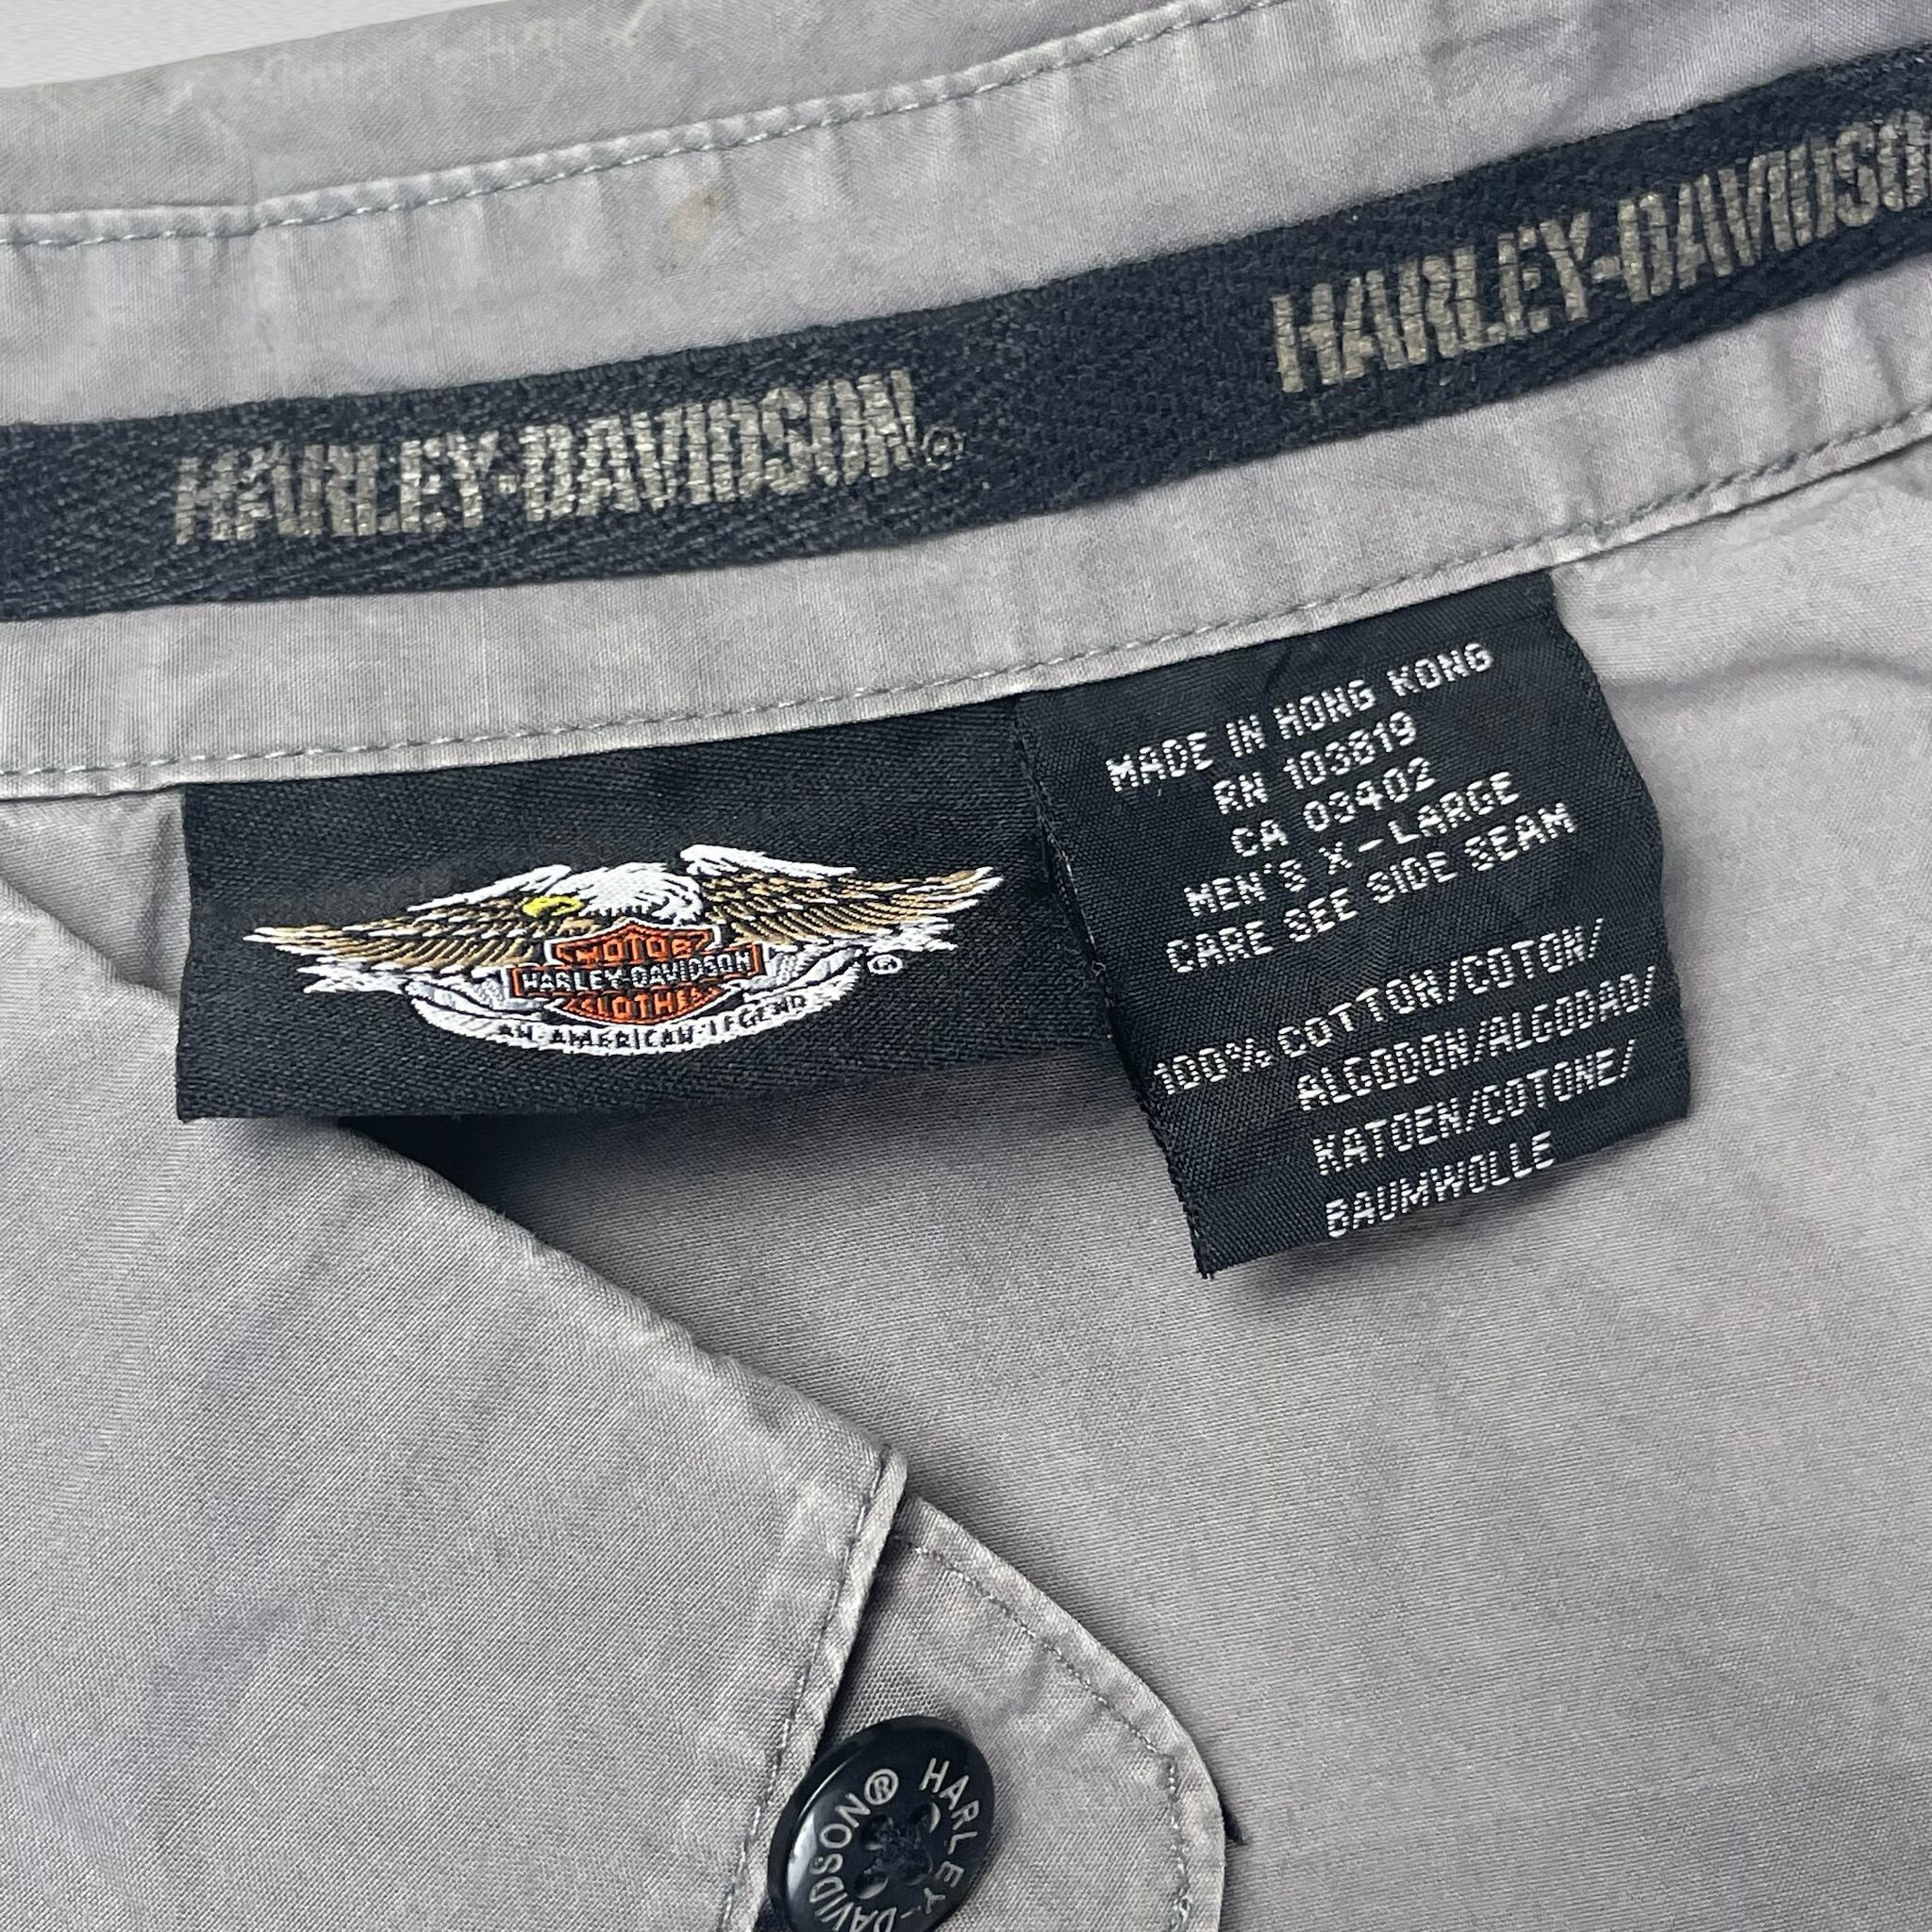 HARLEY-DAVIDSON®
HARLEY-DAVIDSON
MOTOR
HARLEY-DAVIDSON
CLOTHES
AN·AMERICAN·LEGEND
®
MADE IN HONG KONG
RN 103819
CA 03402
MEN'S X-LARGE
CARE SEE SIDE SEAM
100% COTTON/COTON/
ALGODON/ALGODAO/
KATOEN/COTONE/
BAUMWOLLE
HARLEY-DAVIDSON®